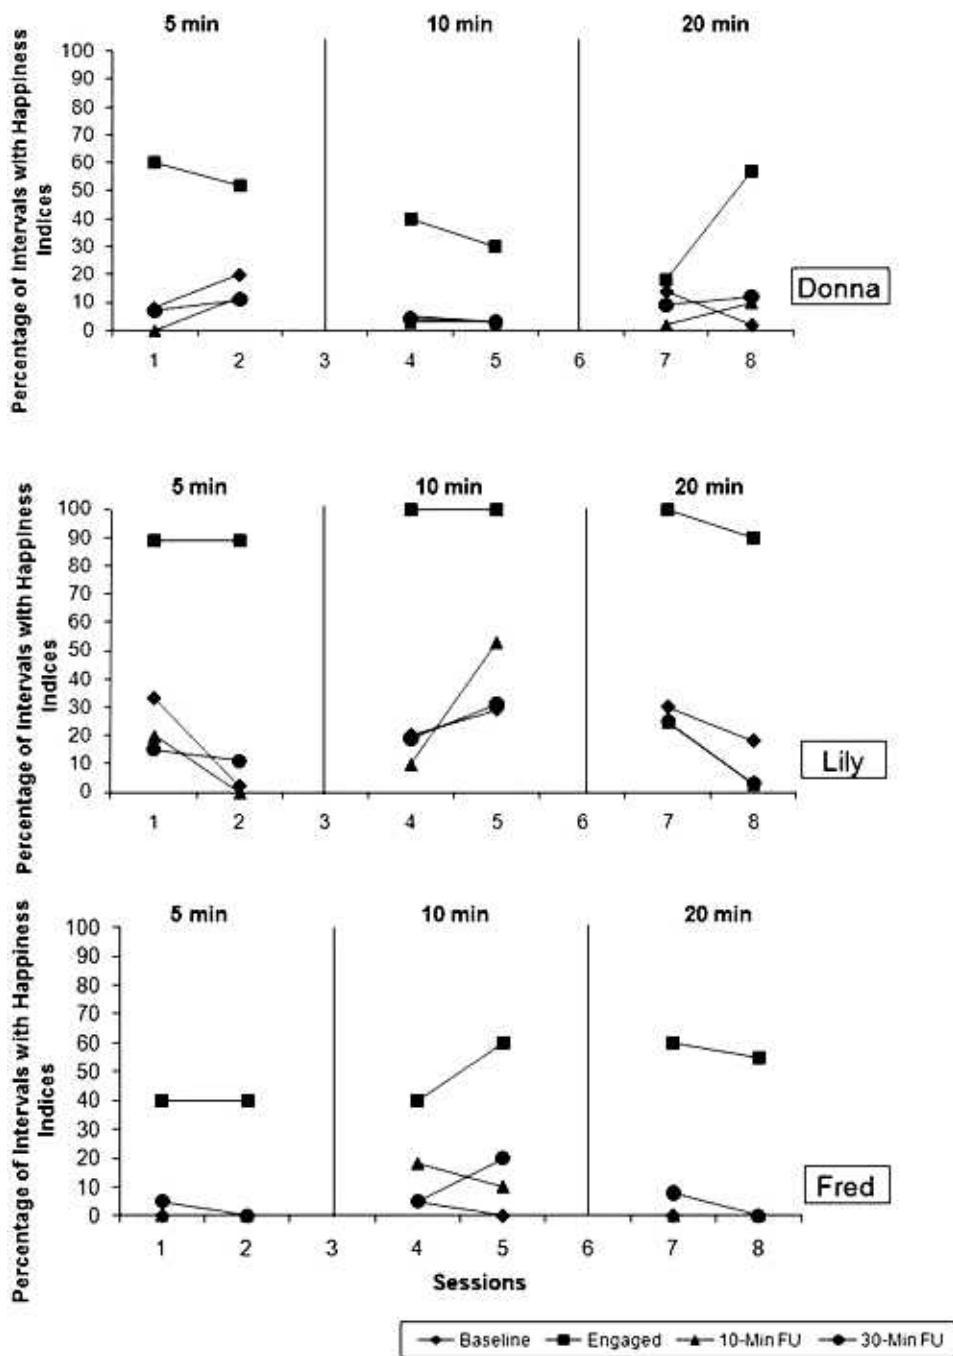 5 min 10 min 20 min
Percentage of Intervals with Happiness
Indices
100
90
80
70
60
50
40
30
20
10
0
1 2 3 4 5 6 7 8
Donna
5 min 10 min 20 min
Percentage of Intervals with Happiness
Indices
100
90
80
70
60
50
40
30
20
10
0
1 2 3 4 5 6 7 8
Lily
5 min 10 min 20 min
Percentage of Intervals with Happiness
Indices
100
90
80
70
60
50
40
30
20
10
0
1 2 3 4 5 6 7 8
Fred
Sessions
Baseline Engaged 10-Min FU 30-Min FU